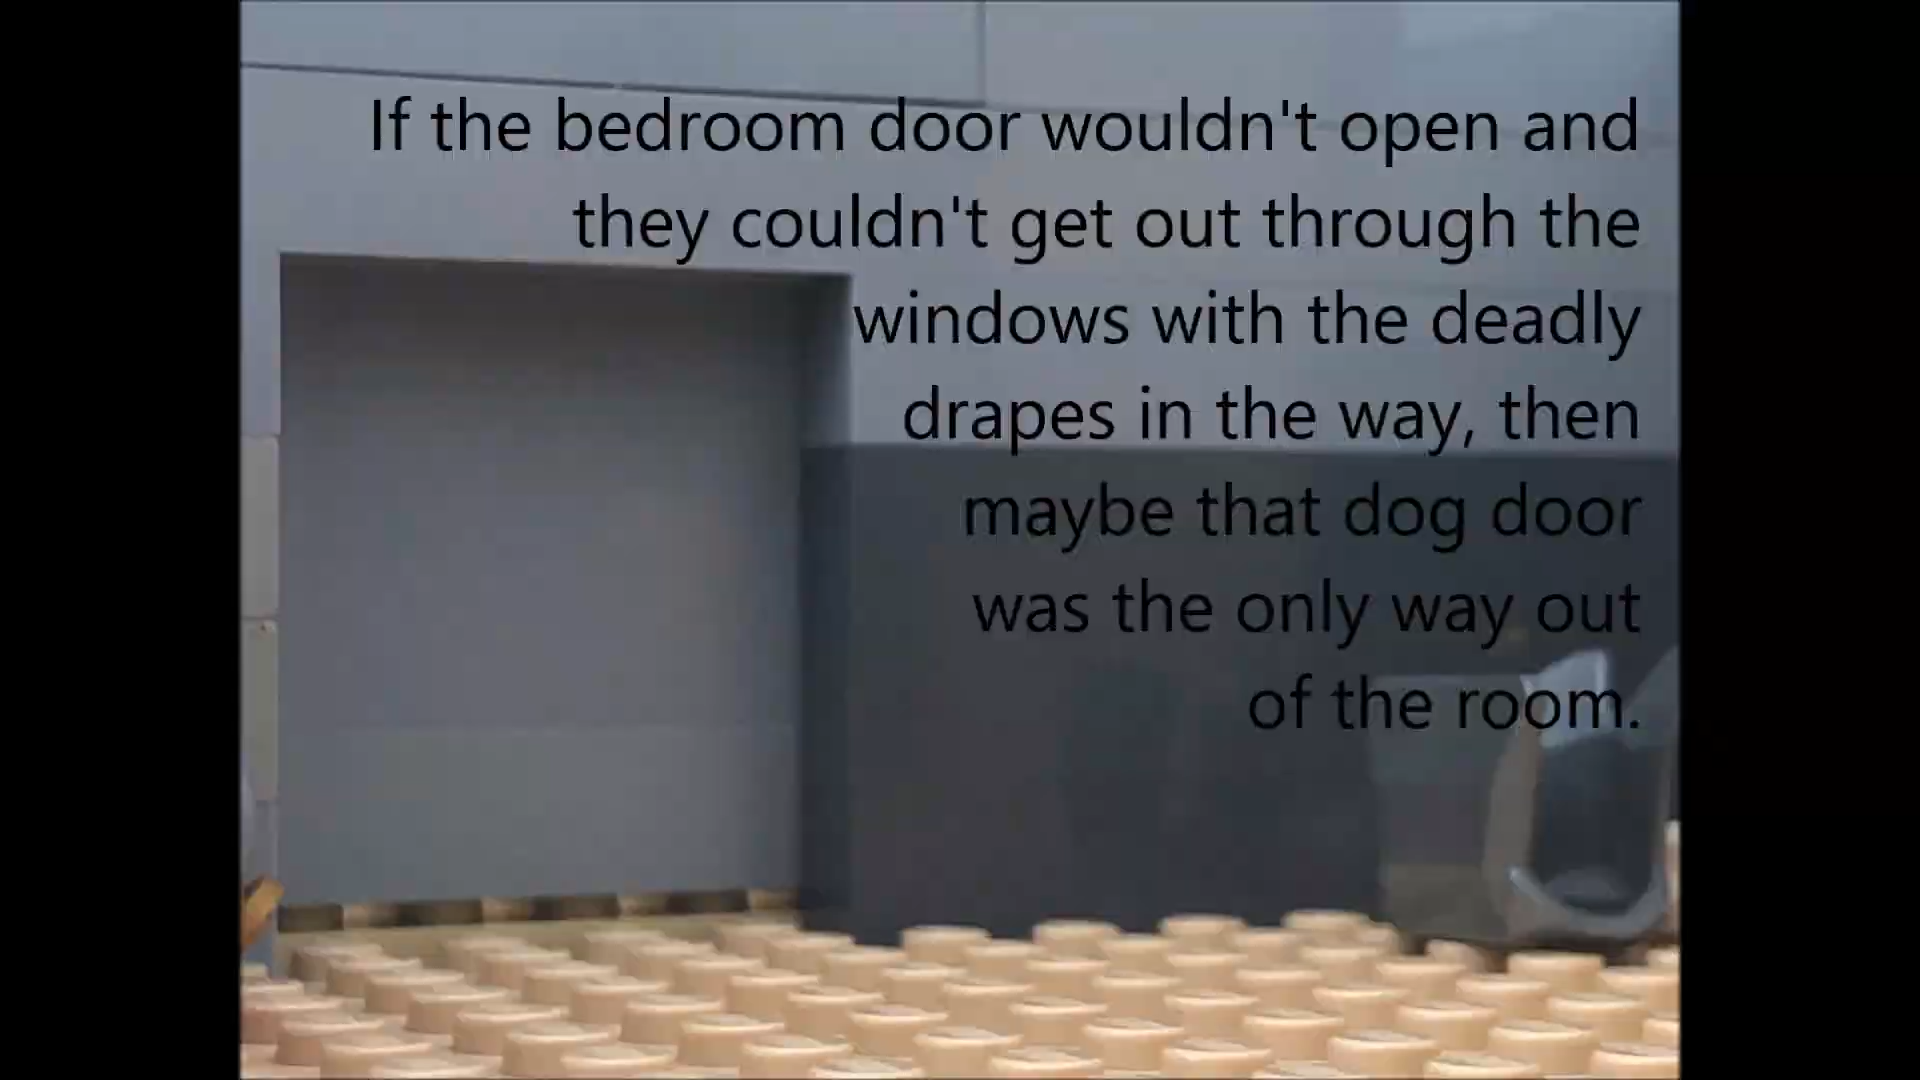 If the bedroom door wouldn't open and
they couldn't get out through the
windows with the deadly
drapes in the way, then
maybe that dog door
was the only way out
of the room.